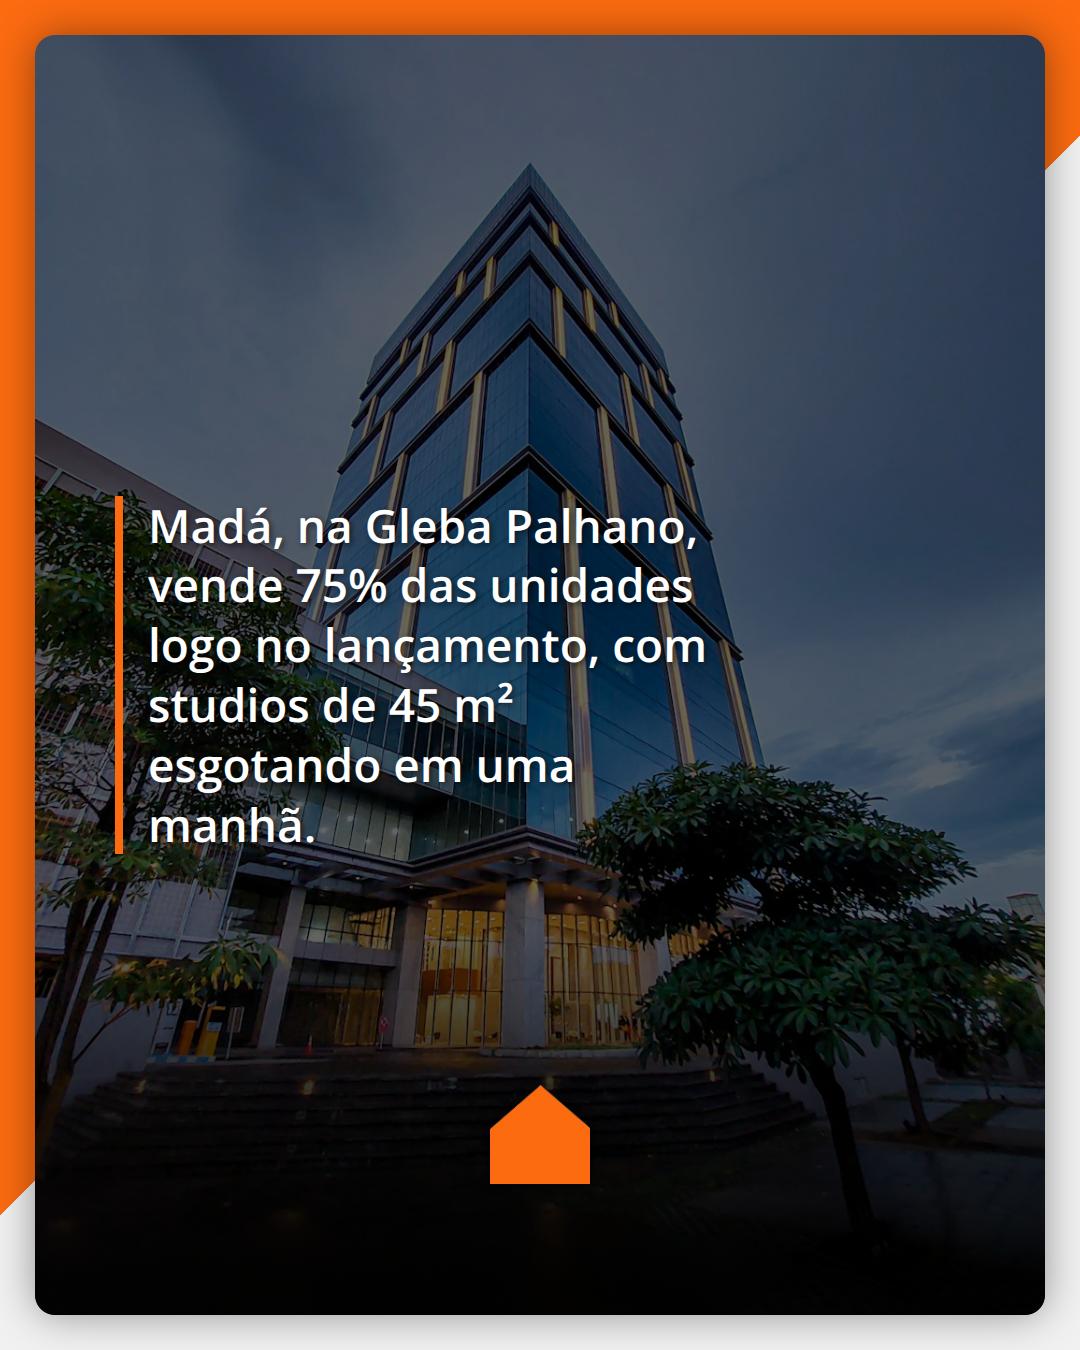 Madá, na Gleba Palhano,
vende 75% das unidades
logo no lançamento, com
studios de 45 m²
esgotando em uma
manhã.